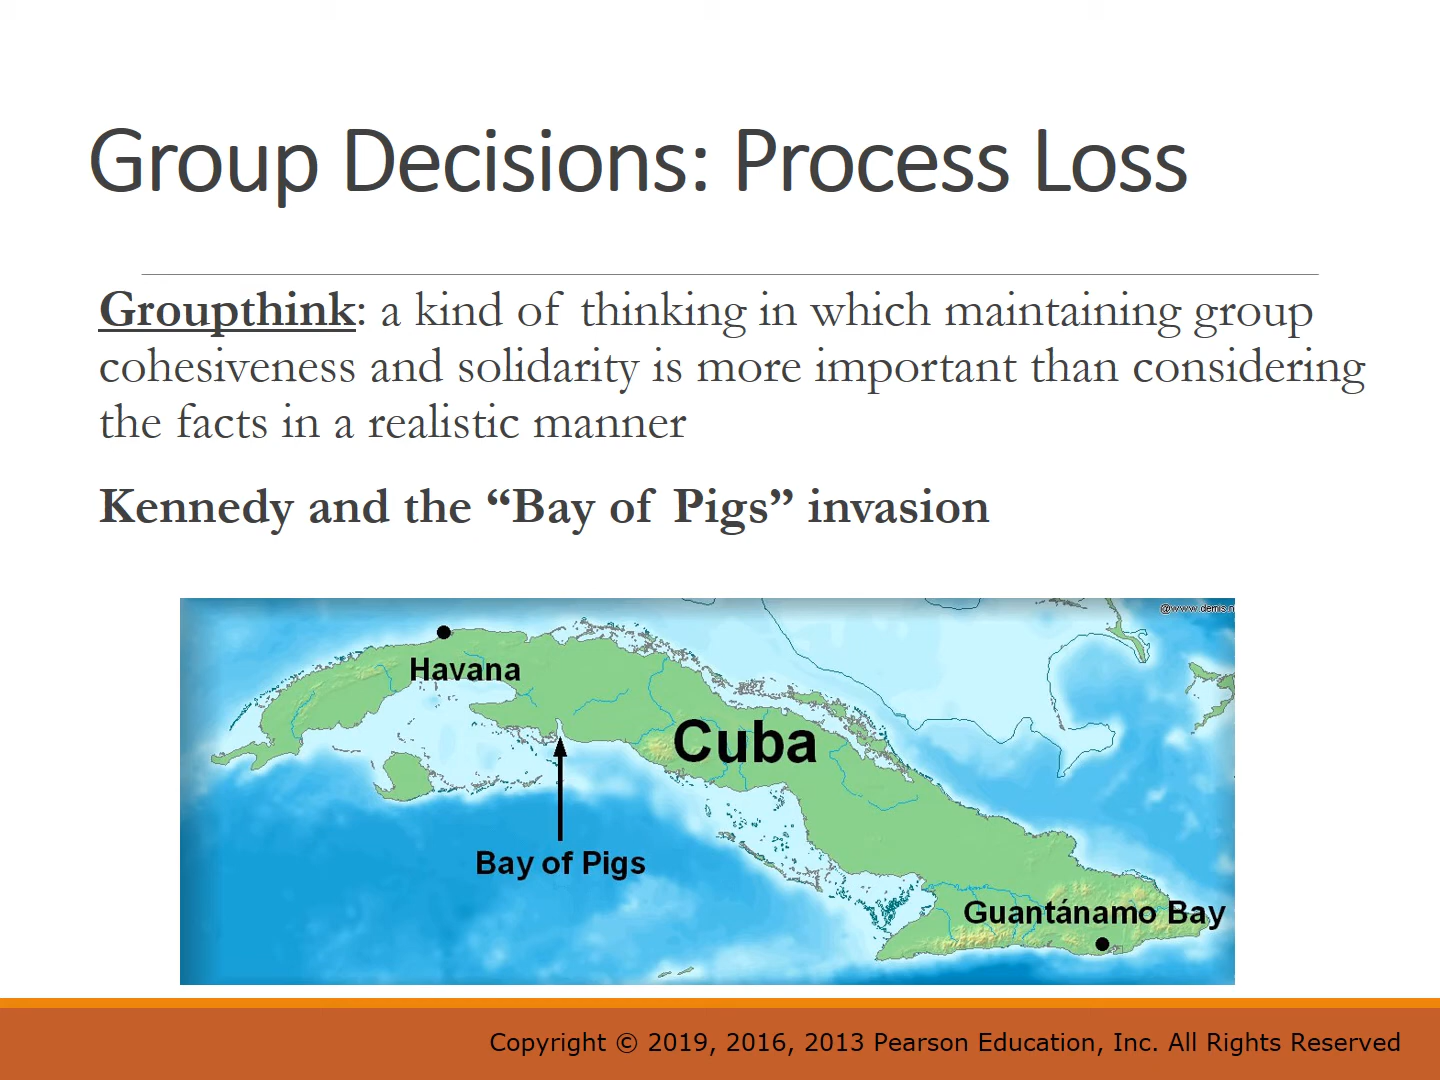 Group Decisions: Process Loss
Groupthink: a kind of thinking in which maintaining group
cohesiveness and solidarity is more important than considering
the facts in a realistic manner
Kennedy and the “Bay of Pigs” invasion
Havana
Cuba
Bay of Pigs
Guantánamo Bay
Copyright © 2019, 2016, 2013 Pearson Education, Inc. All Rights Reserved